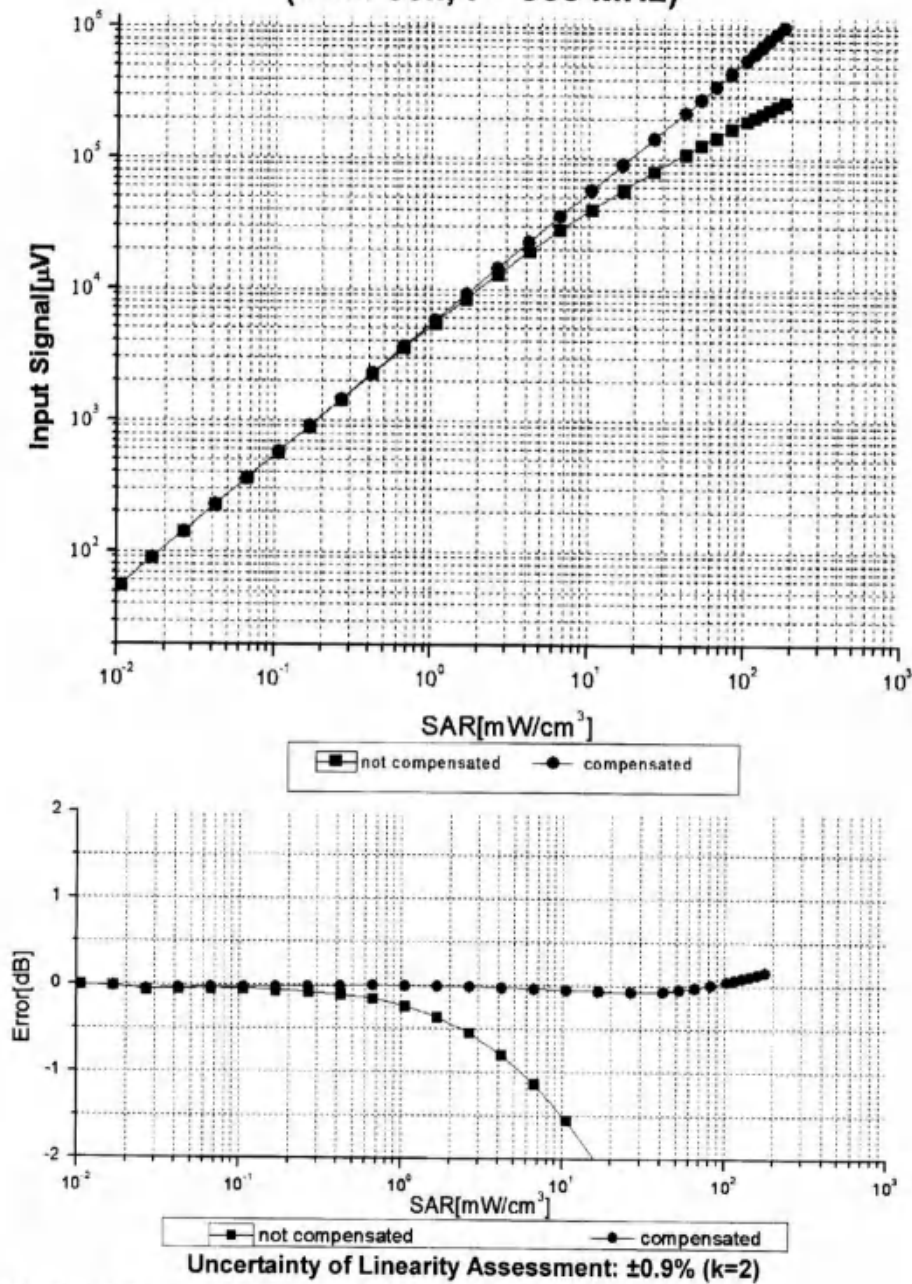 10⁶
10⁵
10⁴
10³
10²
Input Signal[µV]
10⁻² 10⁻¹ 10⁰ 10¹ 10² 10³
SAR[mW/cm³]
not compensated compensated
2
1
0
-1
-2
Error[dB]
10⁻² 10⁻¹ 10⁰ 10¹ 10² 10³
SAR[mW/cm³]
not compensated compensated
Uncertainty of Linearity Assessment: ±0.9% (k=2)